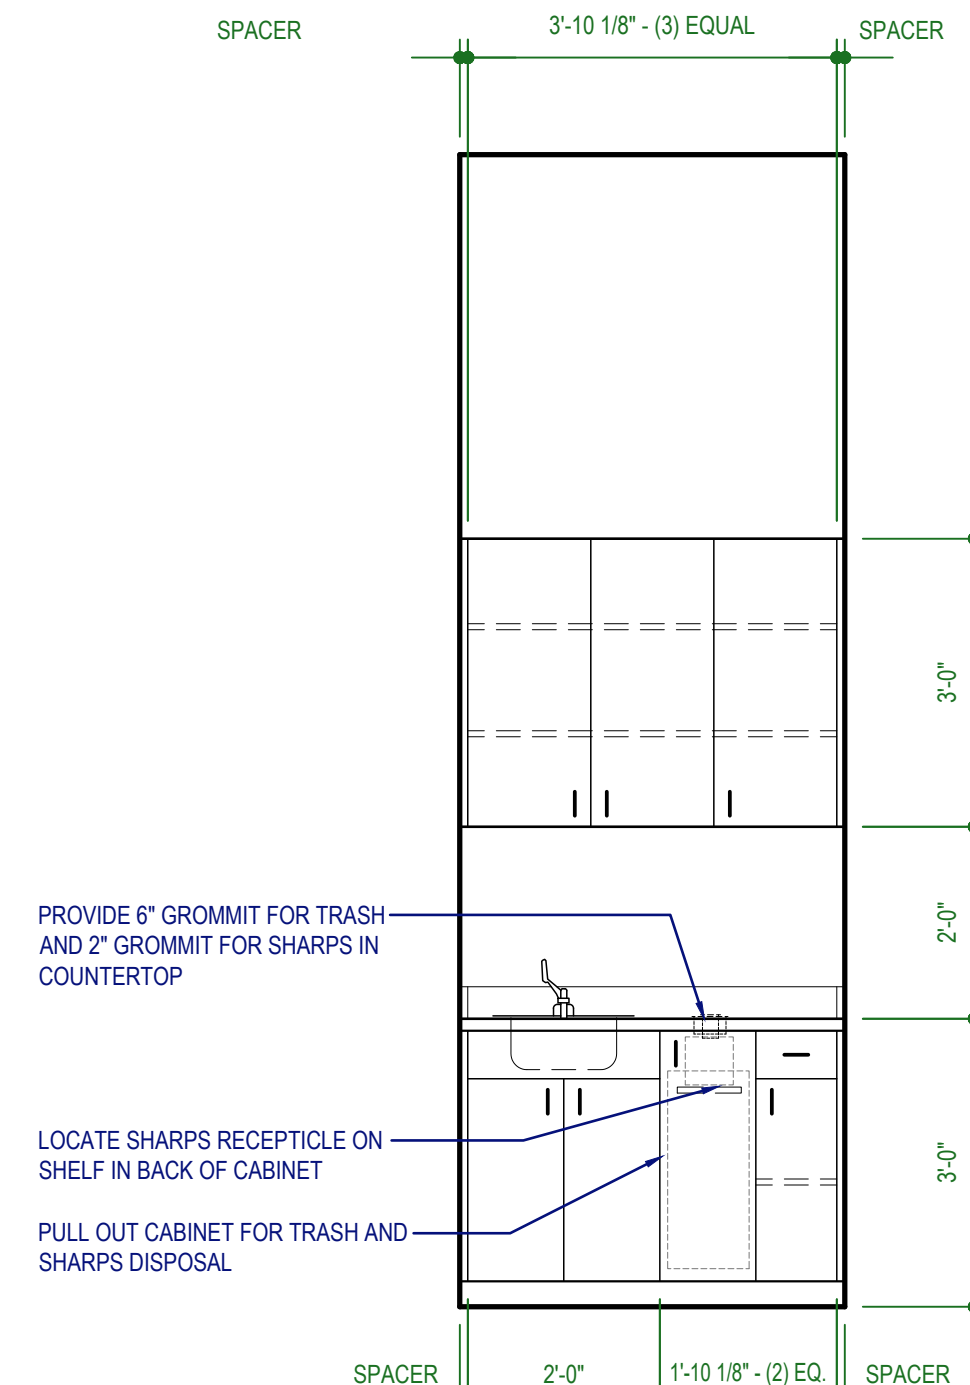 SPACER
3'-10 1/8" - (3) EQUAL
SPACER
3'-0"
2'-0"
PROVIDE 6" GROMMIT FOR TRASH
AND 2" GROMMIT FOR SHARPS IN
COUNTERTOP
LOCATE SHARPS RECEPTICLE ON
SHELF IN BACK OF CABINET
3'-0"
PULL OUT CABINET FOR TRASH AND
SHARPS DISPOSAL
SPACER
2'-0"
1'-10 1/8" - (2) EQ.
SPACER